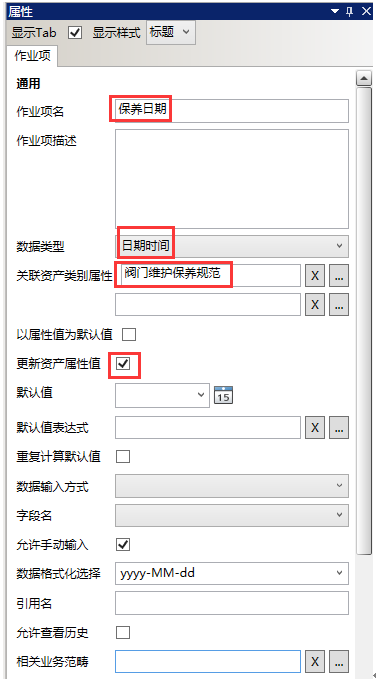 属性
显示Tab 显示样式 标题
作业项
通用
作业项名 保养日期
作业项描述
数据类型 日期时间
关联资产类别属性 阀门维护保养规范 X ...
X ...
以属性值为默认值
更新资产属性值
默认值 15
默认值表达式 X ...
重复计算默认值
数据输入方式
字段名
允许手动输入
数据格式化选择 yyyy-MM-dd
引用名
允许查看历史
相关业务范畴 X ...